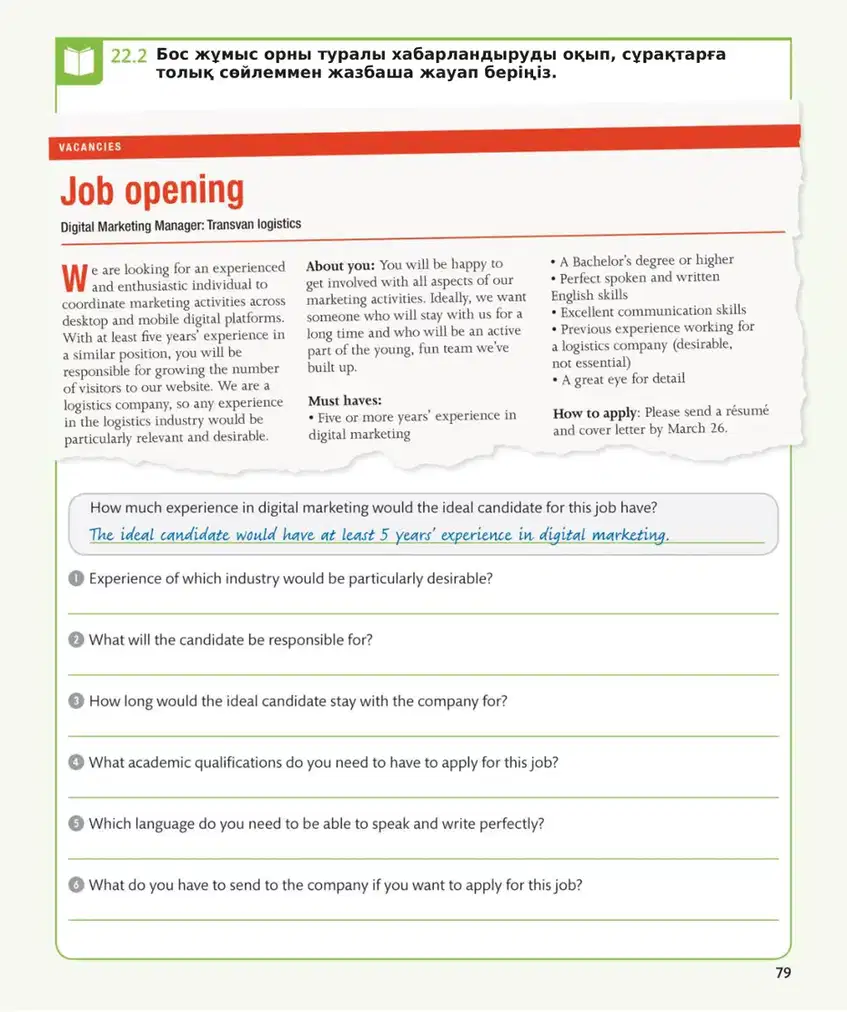 22.2 Бос жұмыс орны туралы хабарландыруды оқып, сұрақтарға
толық сөйлеммен жазбаша жауап беріңіз.
VACANCIES
Job opening
Digital Marketing Manager: Transvan logistics
We are looking for an experienced
and enthusiastic individual to
coordinate marketing activities across
desktop and mobile digital platforms.
With at least five years' experience in
a similar position, you will be
responsible for growing the number
of visitors to our website. We are a
logistics company, so any experience
in the logistics industry would be
particularly relevant and desirable.
About you: You will be happy to
get involved with all aspects of our
marketing activities. Ideally, we want
someone who will stay with us for a
long time and who will be an active
part of the young, fun team we've
built up.
Must haves:
• Five or more years' experience in
digital marketing
• A Bachelor's degree or higher
• Perfect spoken and written
English skills
• Excellent communication skills
• Previous experience working for
a logistics company (desirable,
not essential)
• A great eye for detail
How to apply: Please send a résumé
and cover letter by March 26.
How much experience in digital marketing would the ideal candidate for this job have?
The ideal candidate would have at least 5 years' experience in digital marketing.
1 Experience of which industry would be particularly desirable?
2 What will the candidate be responsible for?
3 How long would the ideal candidate stay with the company for?
4 What academic qualifications do you need to have to apply for this job?
5 Which language do you need to be able to speak and write perfectly?
6 What do you have to send to the company if you want to apply for this job?
79